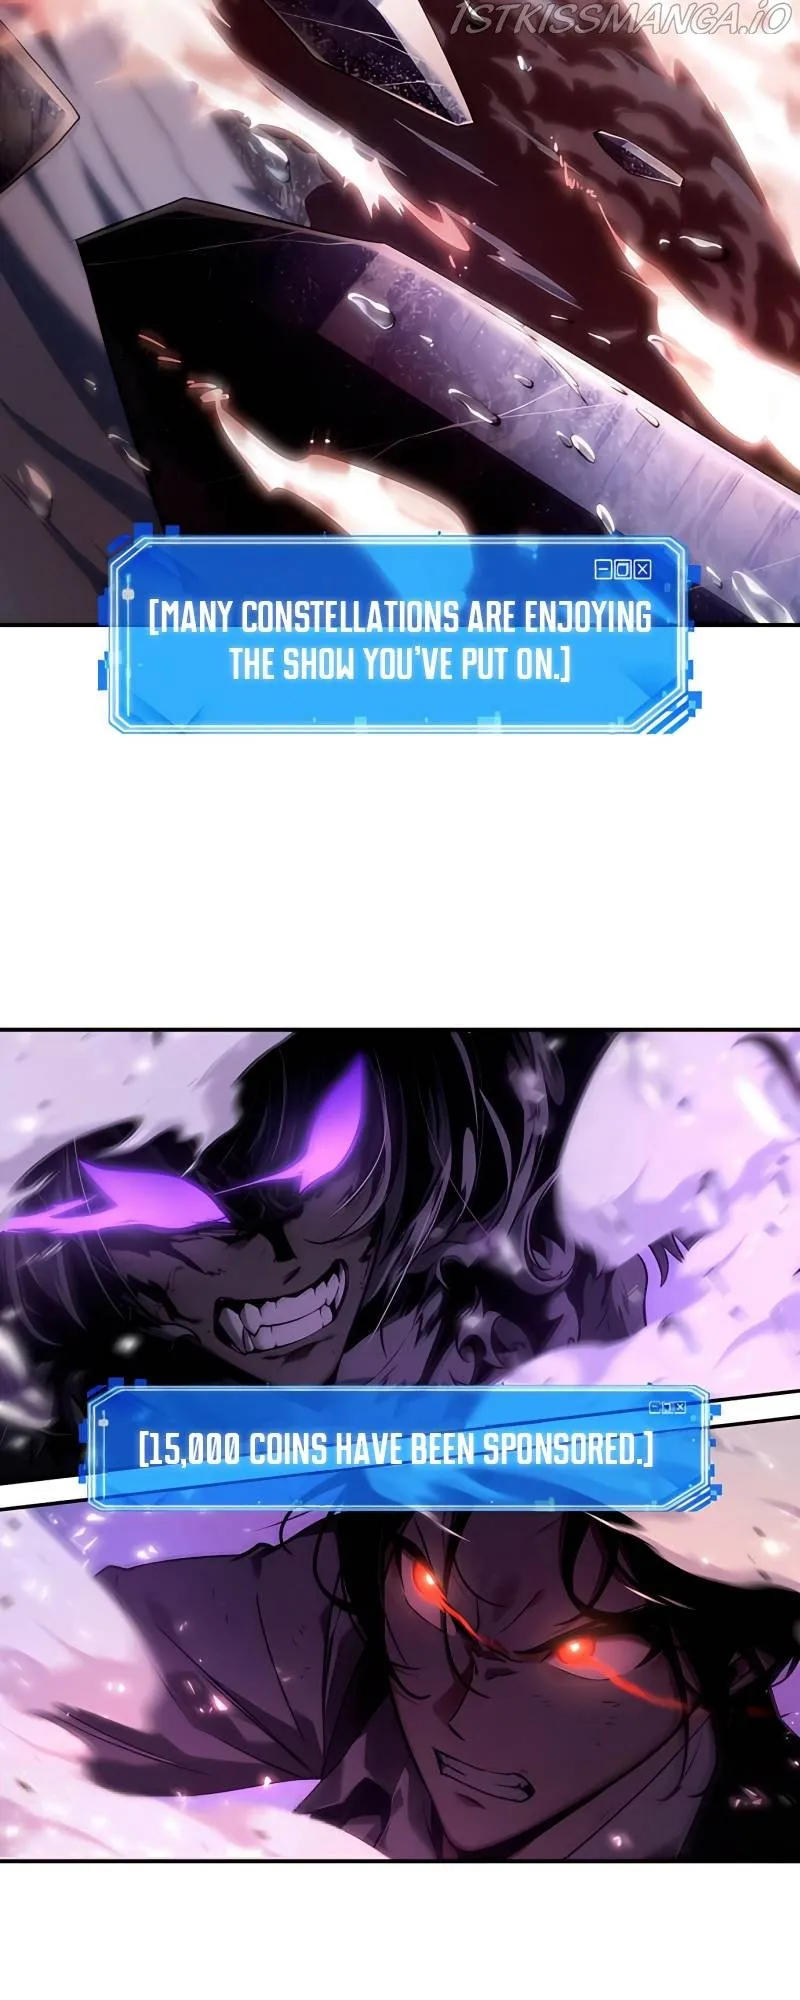 1STKISSMANGA.IO
[MANY CONSTELLATIONS ARE ENJOYING
THE SHOW YOU'VE PUT ON.]
[15,000 COINS HAVE BEEN SPONSORED.]